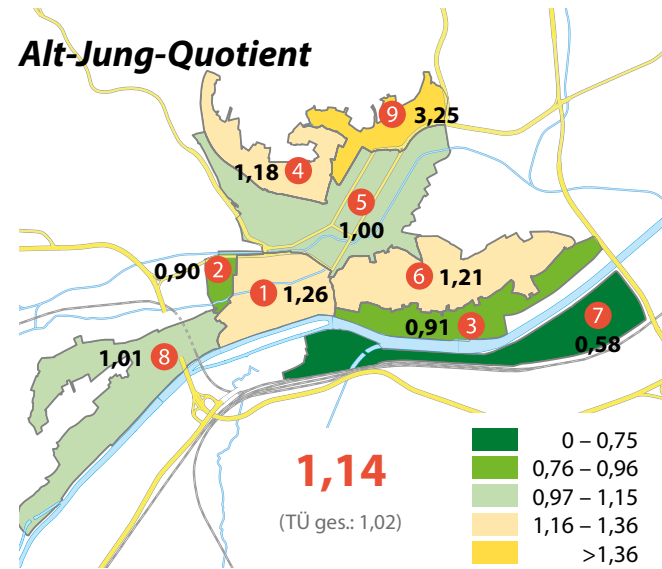 Alt-Jung-Quotient
9 3,25
1,18 4
5
1,00
0,90 2
6 1,21
1 1,26
7
0,91 3
0,58
1,01 8
1,14
(TÜ ges.: 1,02)
0 – 0,75
0,76 – 0,96
0,97 – 1,15
1,16 – 1,36
>1,36